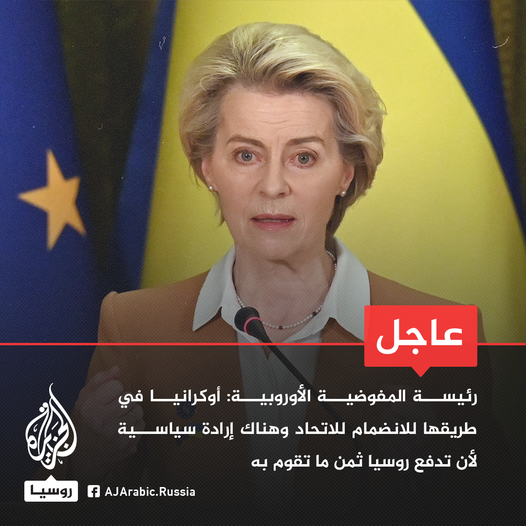 عاجل
رئيسة المفوضية الأوروبية: أوكرانيا في
طريقها للانضمام للاتحاد وهناك إرادة سياسية
لأن تدفع روسيا ثمن ما تقوم به
الجزيرة
روسيا
AJArabic.Russia